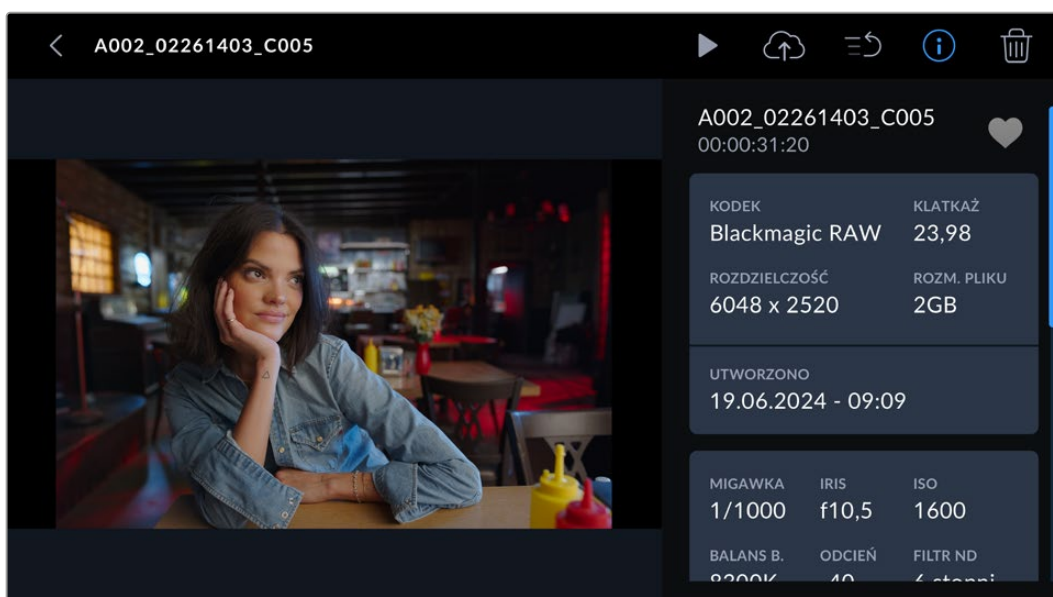 A002_02261403_C005
A002_02261403_C005
00:00:31:20
KODEK KLATKAŻ
Blackmagic RAW 23,98
ROZDZIELCZOŚĆ ROZM. PLIKU
6048 x 2520 2GB
UTWORZONO
19.06.2024 - 09:09
MIGAWKA IRIS ISO
1/1000 f10,5 1600
BALANS B. ODCIEŃ FILTR ND